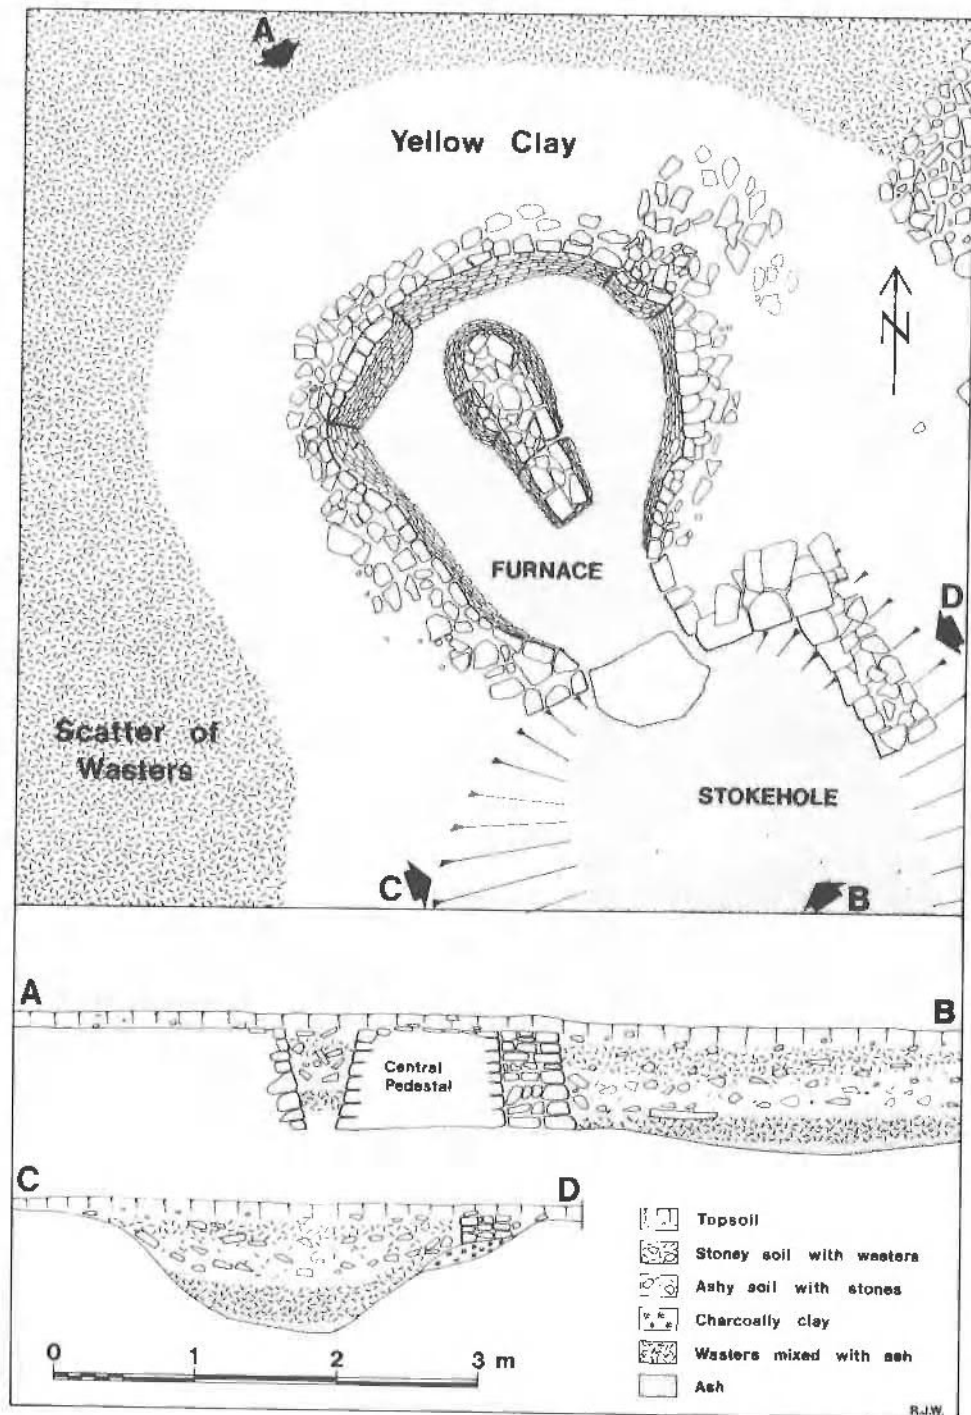 A
Yellow Clay
N
FURNACE
D
Scatter of
Wasters
STOKEHOLE
C
B
A
B
Central
Pedestal
C
D
Topsoil
Stoney soil with wasters
Ashy soil with stones
Charcoally clay
Wasters mixed with ash
Ash
0 1 2 3 m
R.J.W.